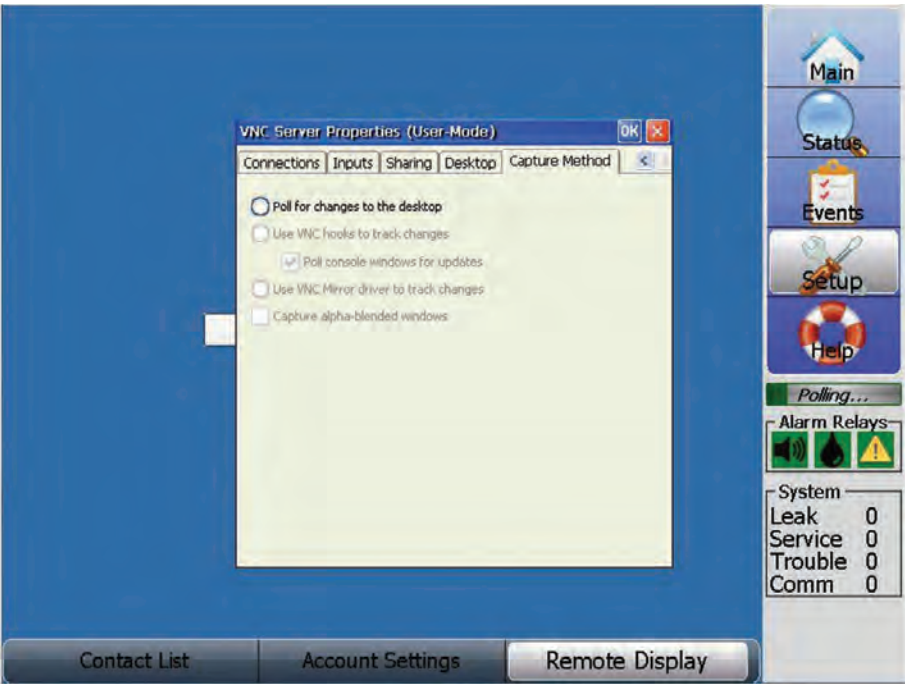 VNC Server Properties (User-Mode)
OK
Connections Inputs Sharing Desktop Capture Method
Poll for changes to the desktop
Use VNC hooks to track changes
Poll console windows for updates
Use VNC Mirror driver to track changes
Capture alpha-blended windows
Main
Status
Events
Setup
Help
Polling...
Alarm Relays
System
Leak 0
Service 0
Trouble 0
Comm 0
Contact List Account Settings Remote Display